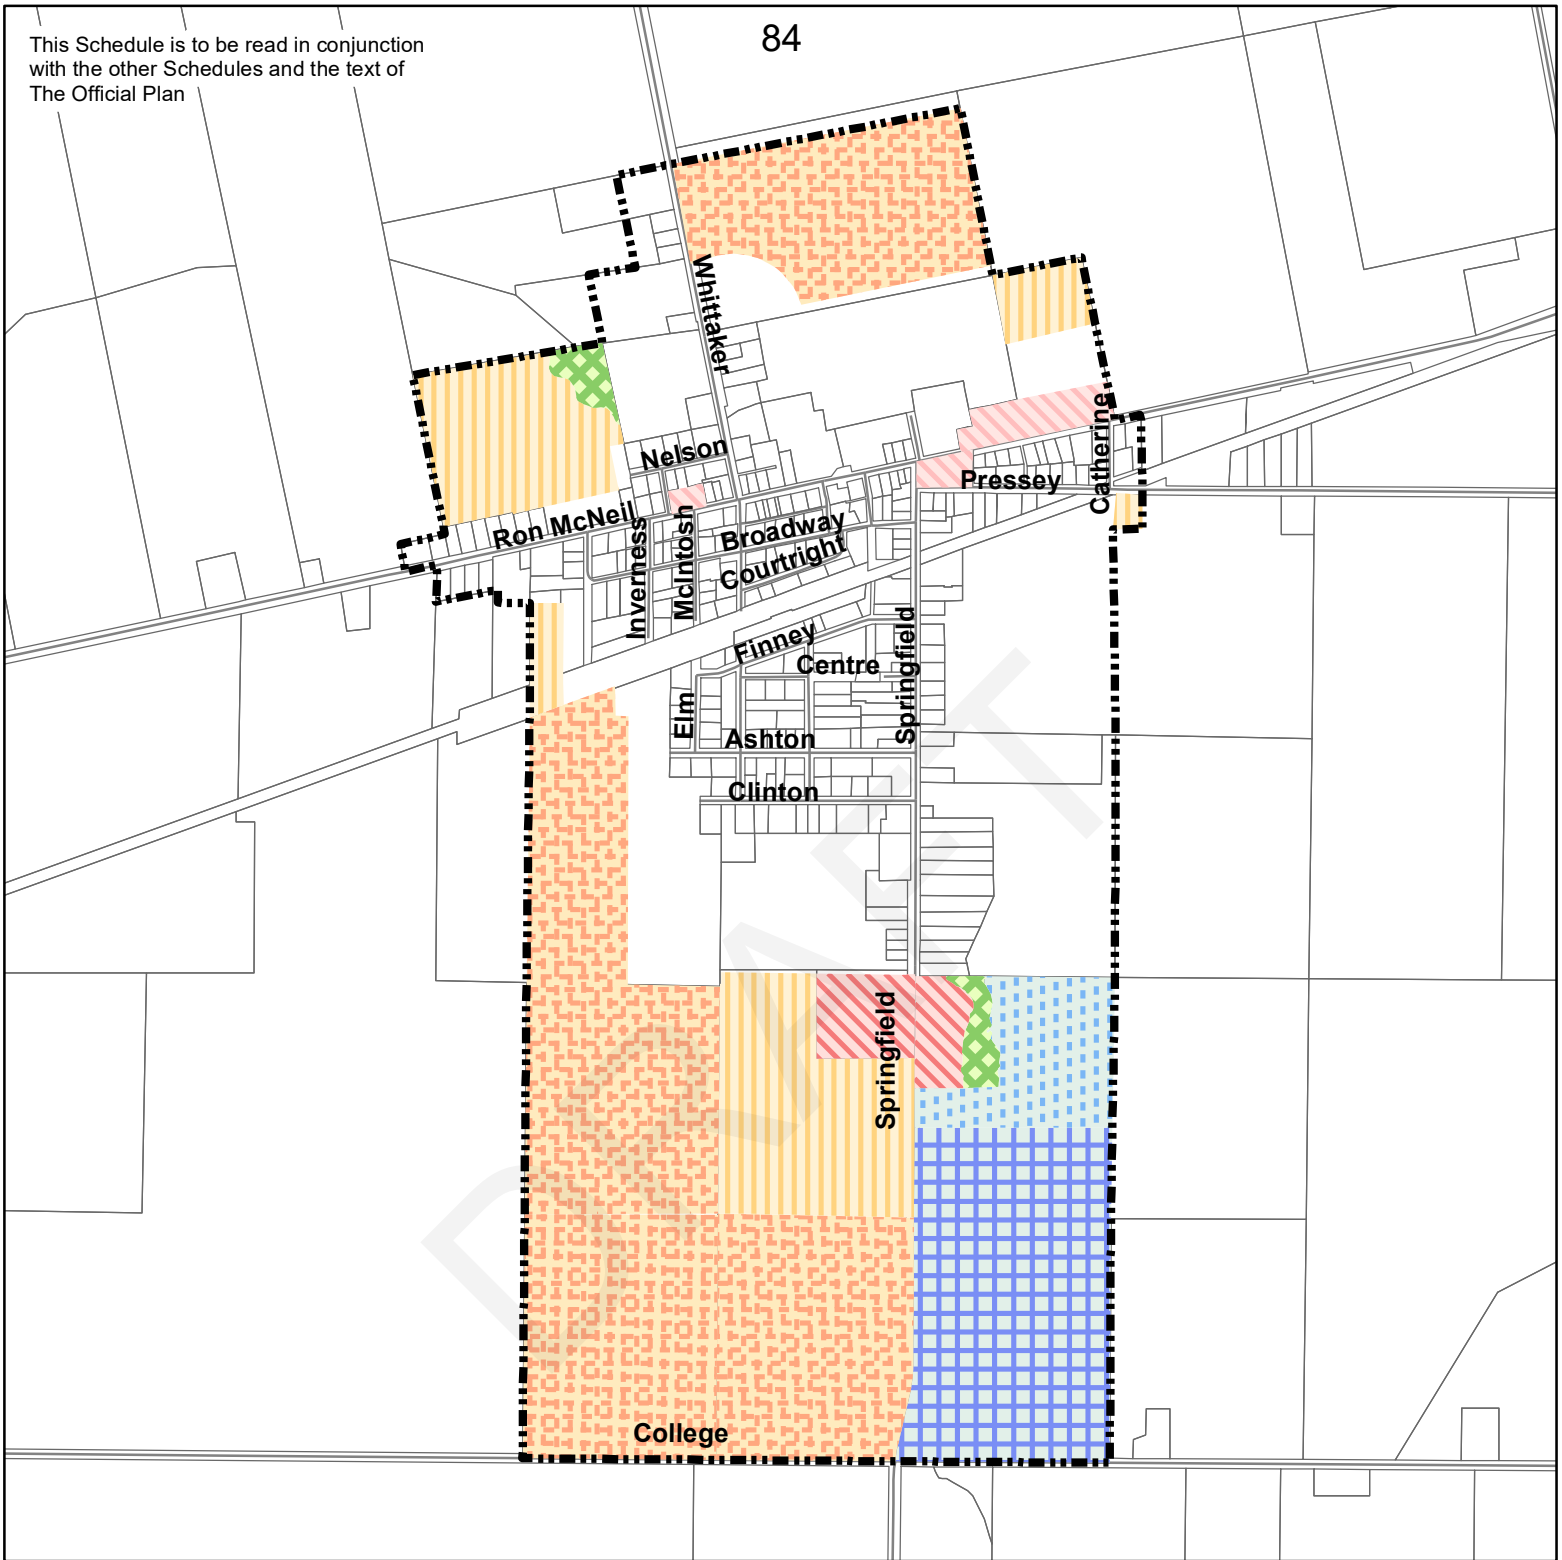 84
This Schedule is to be read in conjunction
with the other Schedules and the text of
The Official Plan
Whittaker
Nelson
Catherine
Pressey
Ron McNeil
Inverness
McIntosh
Broadway
Courtright
Finney
Centre
Springfield
Elm
Ashton
Clinton
Springfield
DRAFT
College